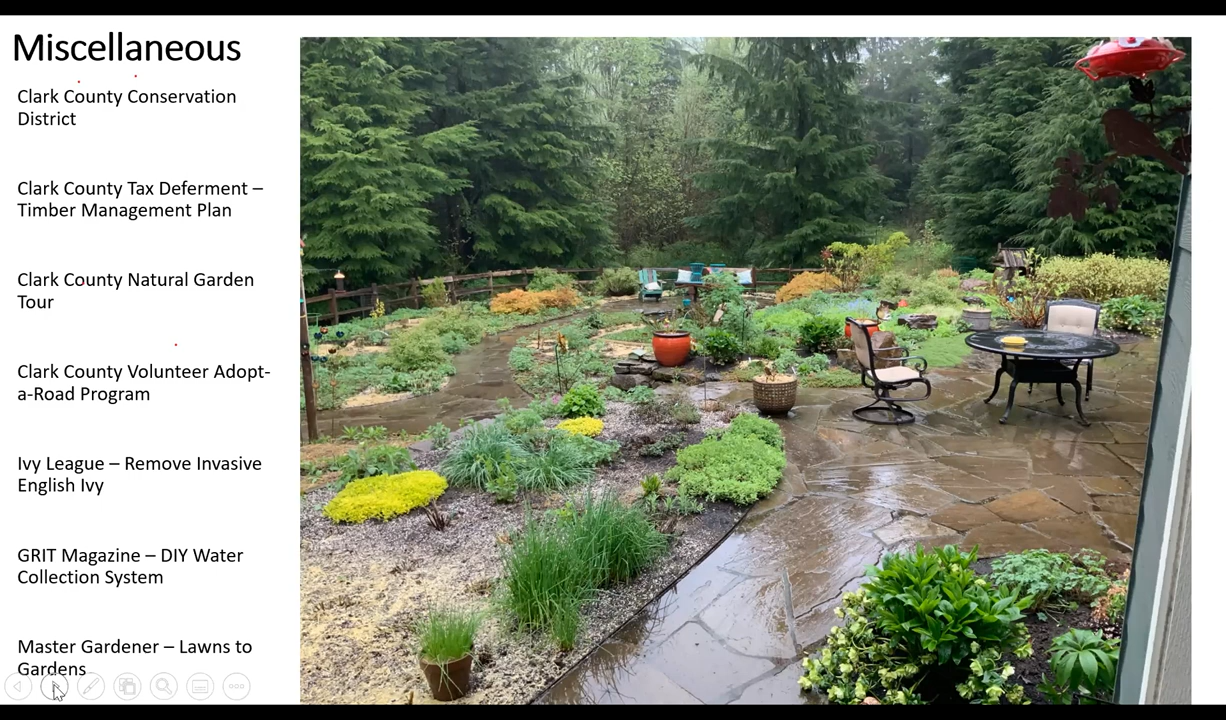 Miscellaneous
Clark County Conservation
District
Clark County Tax Deferment –
Timber Management Plan
Clark County Natural Garden
Tour
Clark County Volunteer Adopt-
a-Road Program
Ivy League – Remove Invasive
English Ivy
GRIT Magazine – DIY Water
Collection System
Master Gardener – Lawns to
Gardens